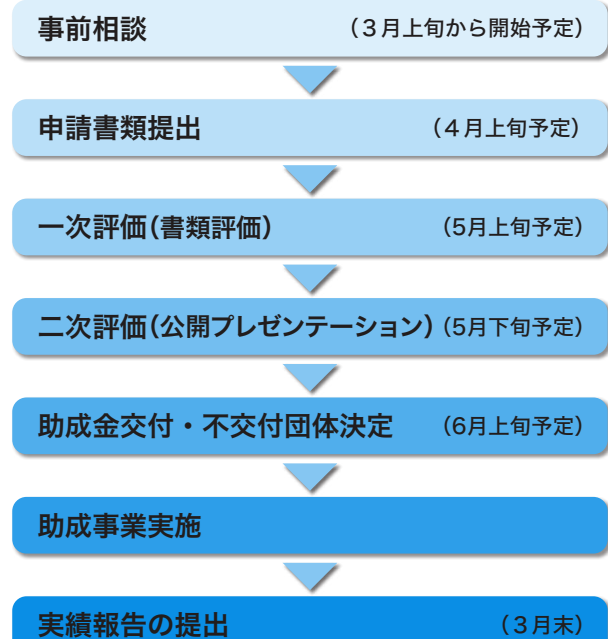 事前相談 （３月上旬から開始予定）
申請書類提出 （４月上旬予定）
一次評価（書類評価） （5月上旬予定）
二次評価（公開プレゼンテーション）（5月下旬予定）
助成金交付・不交付団体決定 （6月上旬予定）
助成事業実施
実績報告の提出 （３月末）